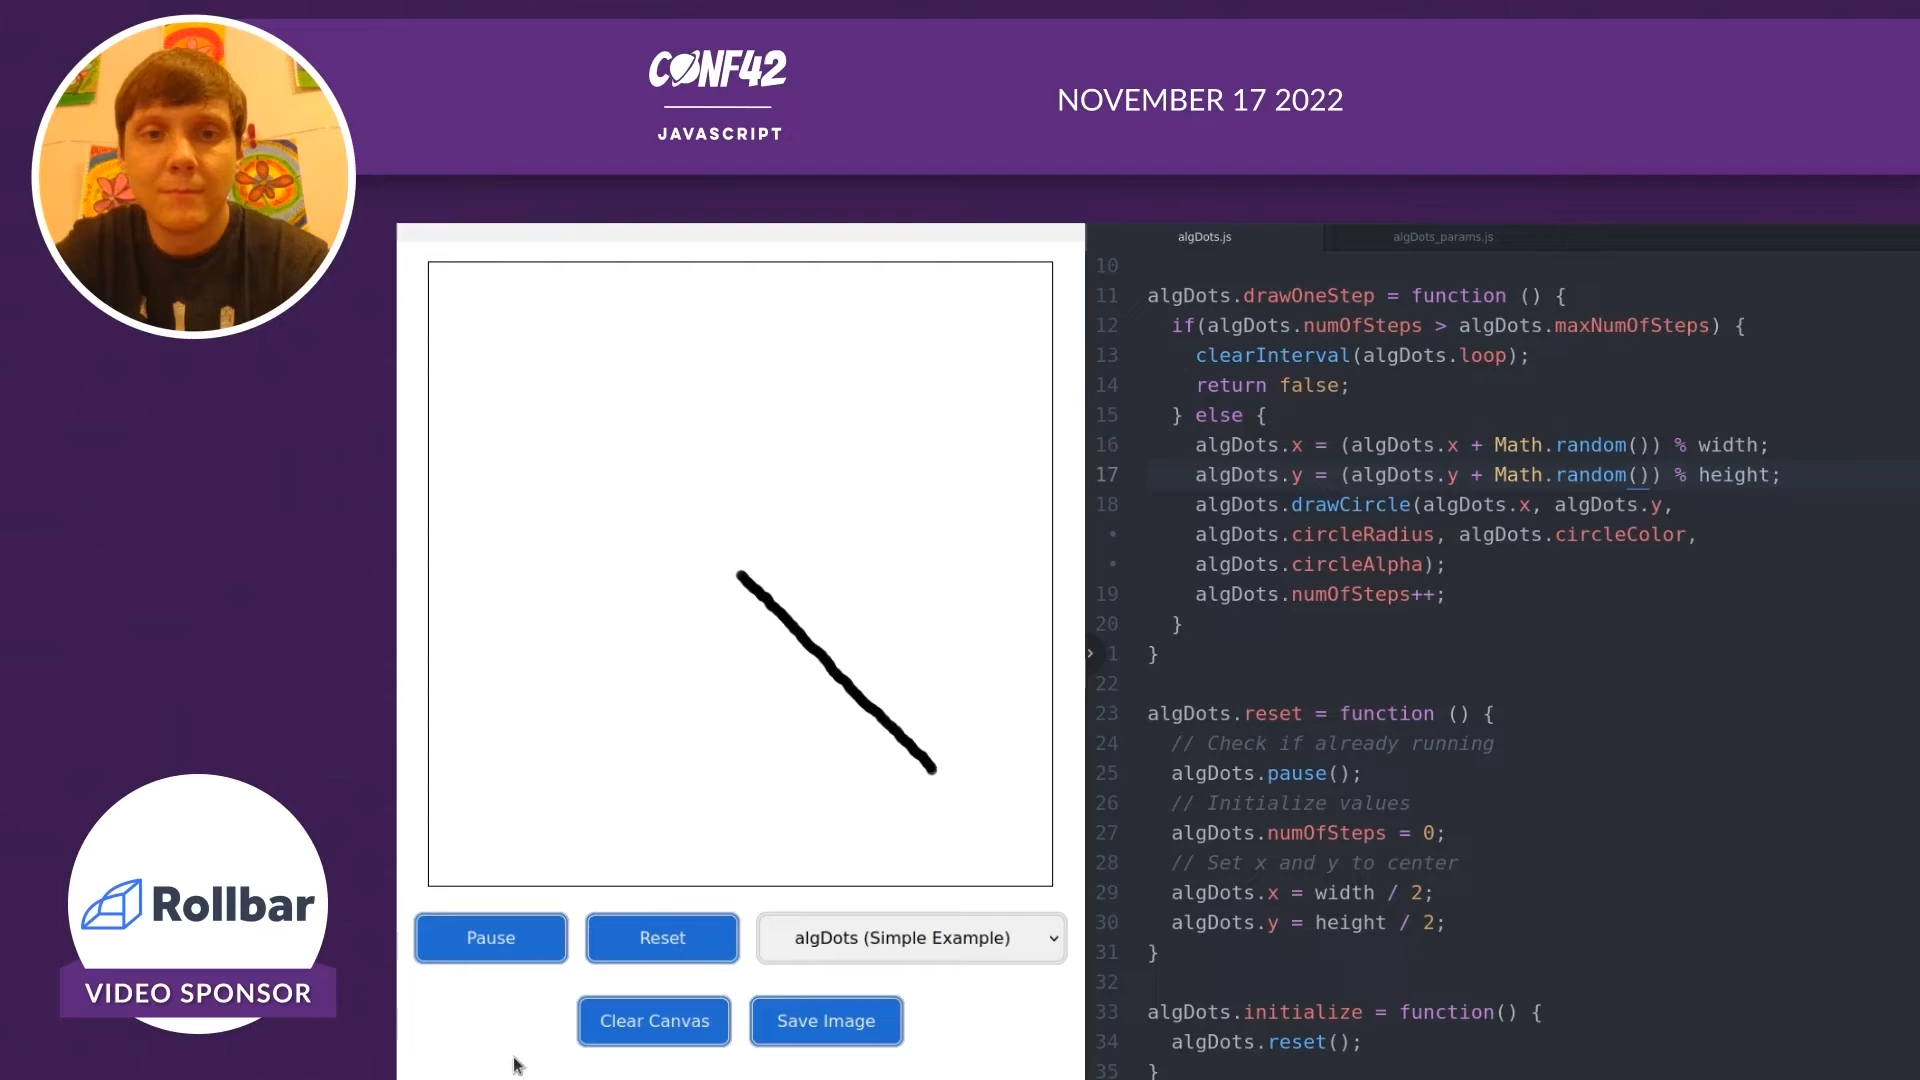 CONF42
JAVASCRIPT
NOVEMBER 17 2022
algDots.js
algDots_params.js
10
11 algDots.drawOneStep = function () {
12 if(algDots.numOfSteps > algDots.maxNumOfSteps) {
13 clearInterval(algDots.loop);
14 return false;
15 } else {
16 algDots.x = (algDots.x + Math.random()) % width;
17 algDots.y = (algDots.y + Math.random()) % height;
18 algDots.drawCircle(algDots.x, algDots.y,
• algDots.circleRadius, algDots.circleColor,
• algDots.circleAlpha);
19 algDots.numOfSteps++;
20 }
› 1 }
22
23 algDots.reset = function () {
24 // Check if already running
25 algDots.pause();
26 // Initialize values
27 algDots.numOfSteps = 0;
28 // Set x and y to center
29 algDots.x = width / 2;
30 algDots.y = height / 2;
31 }
32
33 algDots.initialize = function() {
34 algDots.reset();
35 }
Pause
Reset
algDots (Simple Example)
Clear Canvas
Save Image
Rollbar
VIDEO SPONSOR